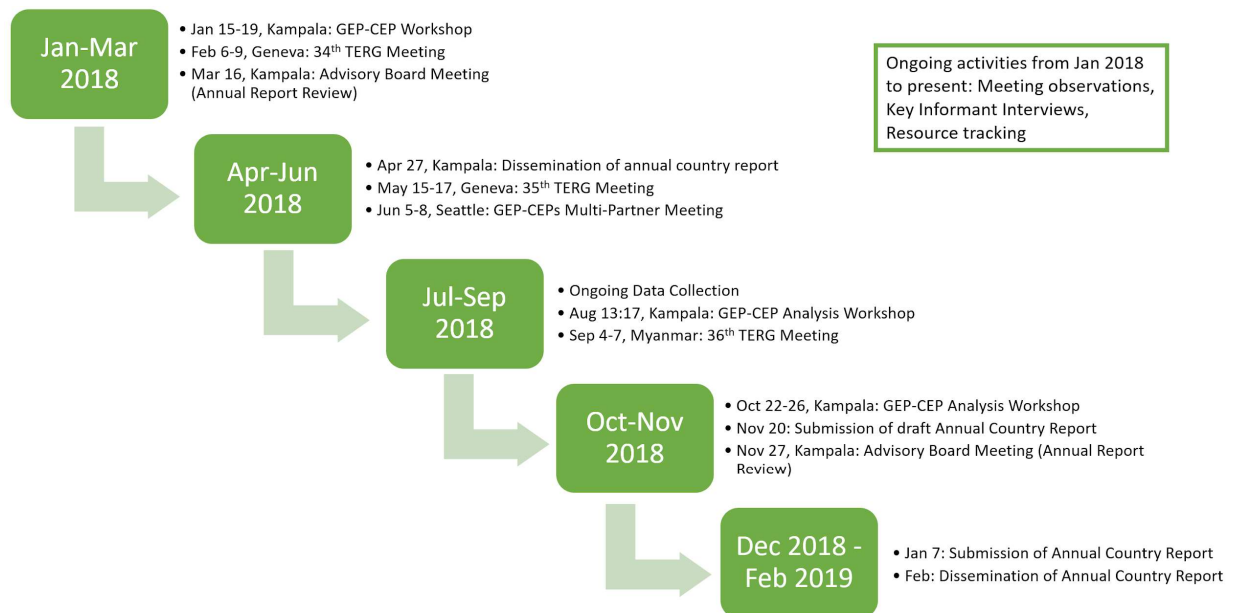 Jan-Mar
2018
• Jan 15-19, Kampala: GEP-CEP Workshop
• Feb 6-9, Geneva: 34th TERG Meeting
• Mar 16, Kampala: Advisory Board Meeting
(Annual Report Review)
Ongoing activities from Jan 2018
to present: Meeting observations,
Key Informant Interviews,
Resource tracking
Apr-Jun
2018
• Apr 27, Kampala: Dissemination of annual country report
• May 15-17, Geneva: 35th TERG Meeting
• Jun 5-8, Seattle: GEP-CEPs Multi-Partner Meeting
Jul-Sep
2018
• Ongoing Data Collection
• Aug 13:17, Kampala: GEP-CEP Analysis Workshop
• Sep 4-7, Myanmar: 36th TERG Meeting
Oct-Nov
2018
• Oct 22-26, Kampala: GEP-CEP Analysis Workshop
• Nov 20: Submission of draft Annual Country Report
• Nov 27, Kampala: Advisory Board Meeting (Annual Report
Review)
Dec 2018 -
Feb 2019
• Jan 7: Submission of Annual Country Report
• Feb: Dissemination of Annual Country Report